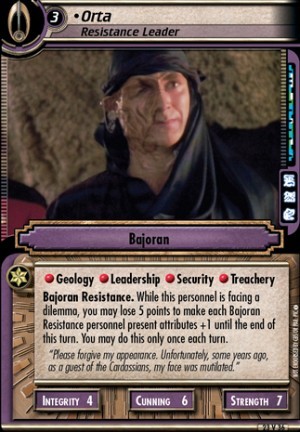 3
•Orta
Resistance Leader
Bajoran
• Geology • Leadership • Security • Treachery
Bajoran Resistance. While this personnel is facing a
dilemma, you may lose 5 points to make each Bajoran
Resistance personnel present attributes +1 until the end of
this turn. You may do this only once each turn.
"Please forgive my appearance. Unfortunately, some years ago,
as a guest of the Cardassians, my face was mutilated."
INTEGRITY 4 CUNNING 6 STRENGTH 7